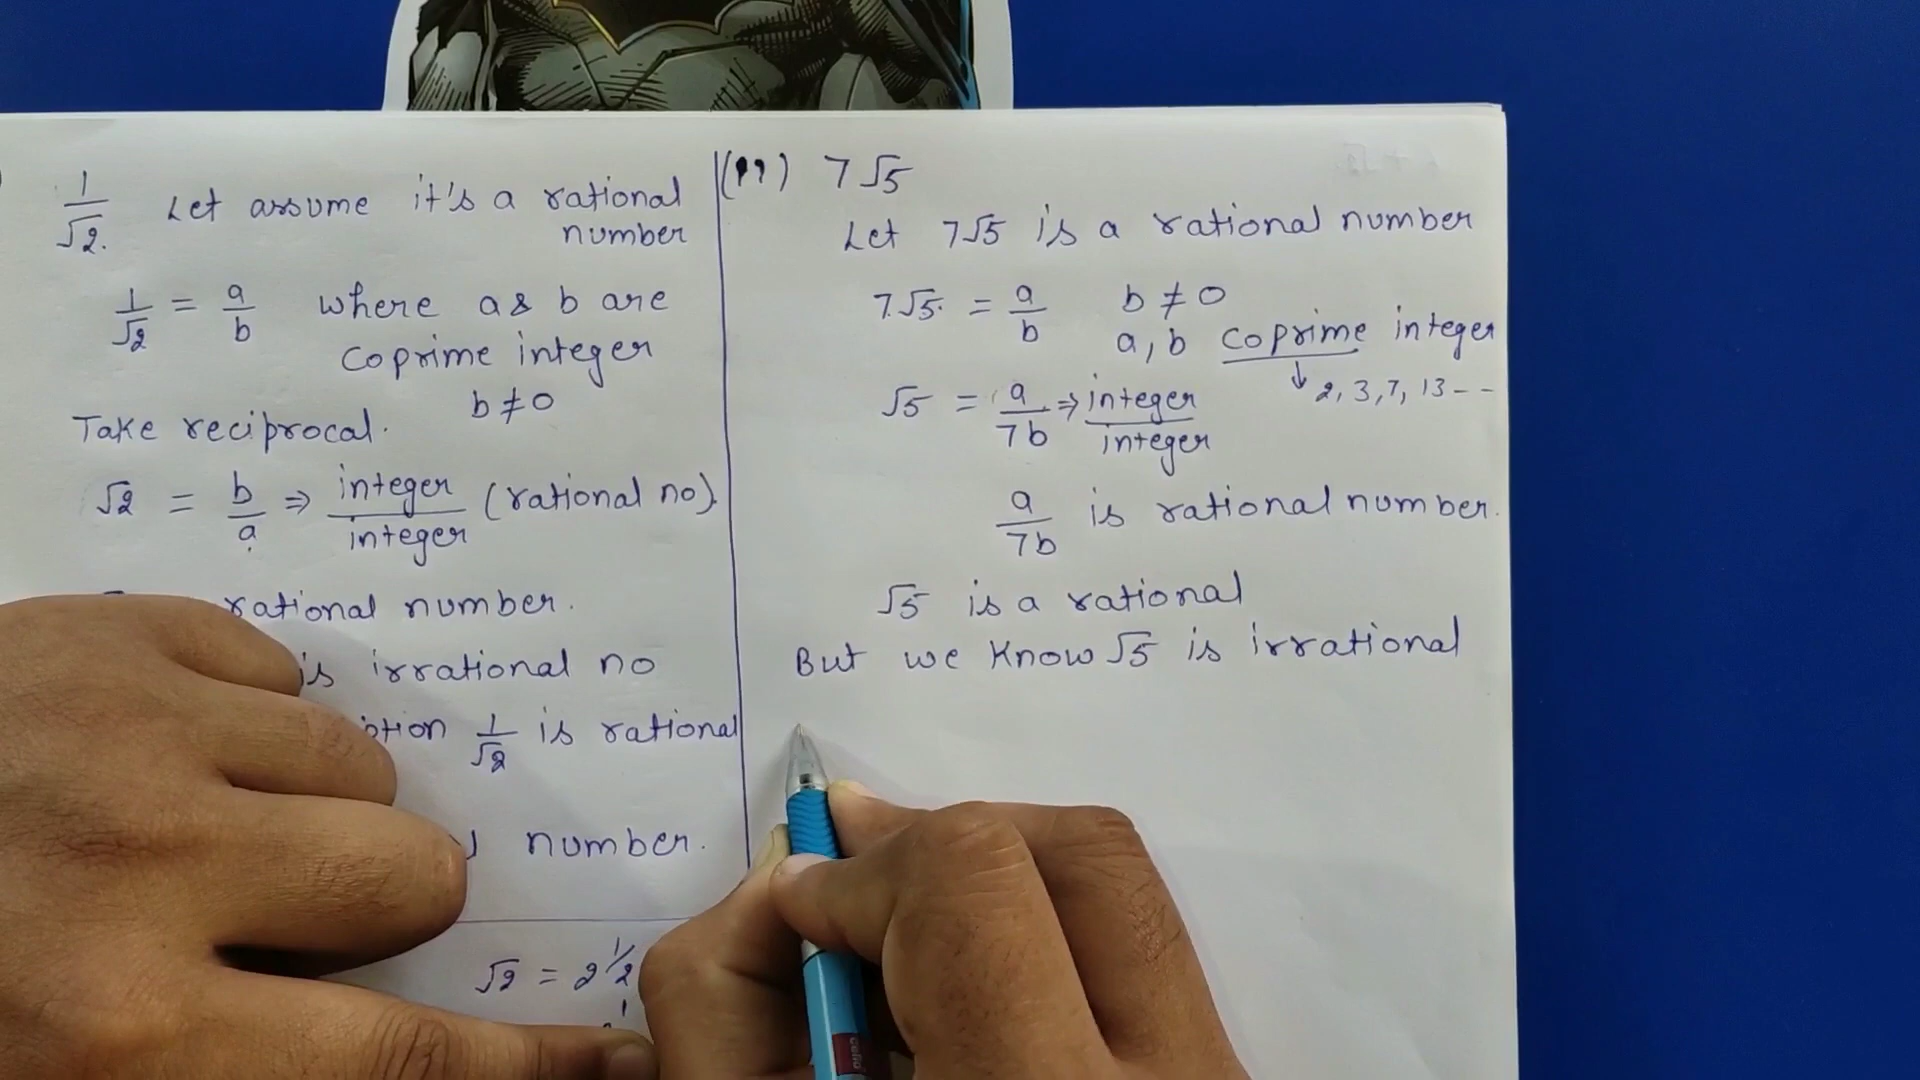 1/√2. Let assume it's a rational
number
1/√2 = a/b where a & b are
coprime integer
b ≠ 0
Take reciprocal.
√2 = b/a ⇒ integer/integer (rational no).
rational number.
is irrational no
1/√2 is rational
number.
√2 = 2^1/2
(ii) 7√5
Let 7√5 is a rational number
7√5 = a/b b ≠ 0
a, b coprime integer
↓ 2, 3, 7, 13 - -
√5 = a/7b ⇒ integer/integer
a/7b is rational number.
√5 is a rational
But we know √5 is irrational
cello